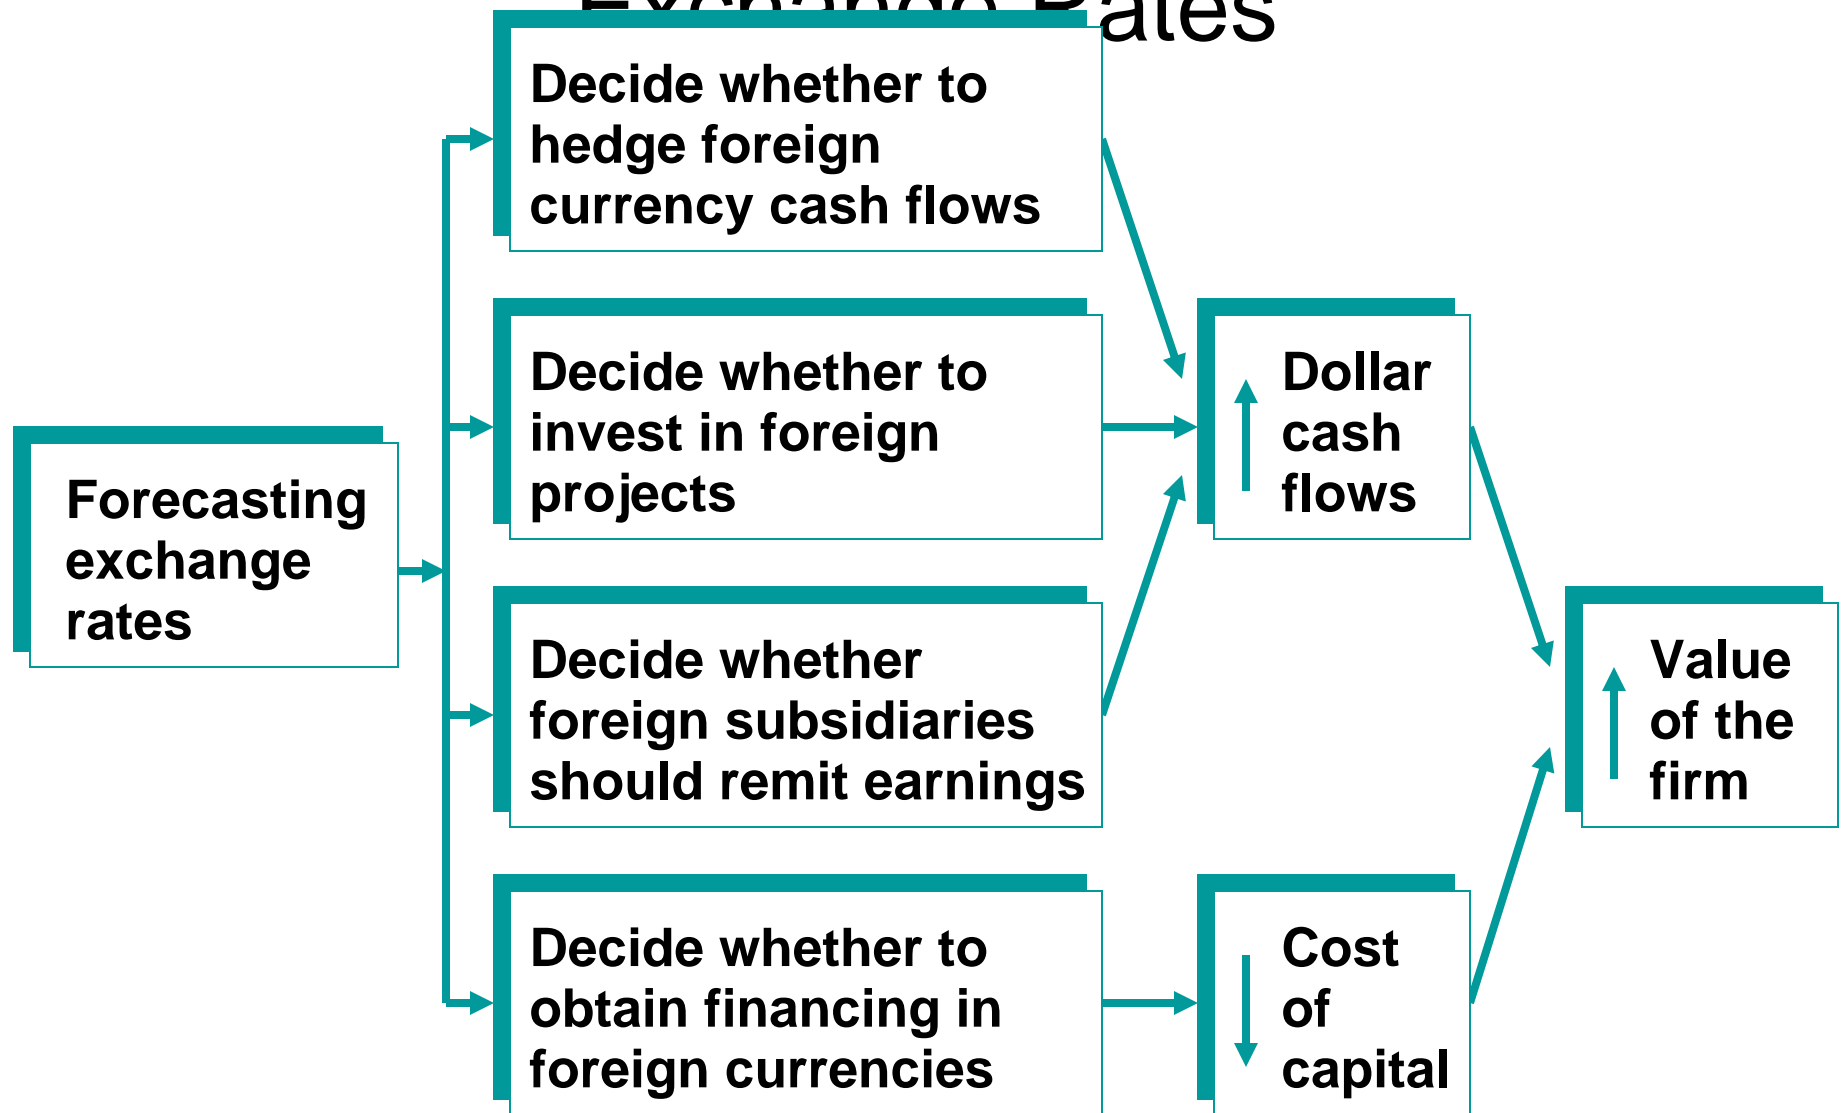 Exchange Rates
Decide whether to
hedge foreign
currency cash flows
Decide whether to
invest in foreign
projects
Dollar
cash
flows
Forecasting
exchange
rates
Decide whether
foreign subsidiaries
should remit earnings
Value
of the
firm
Decide whether to
obtain financing in
foreign currencies
Cost
of
capital